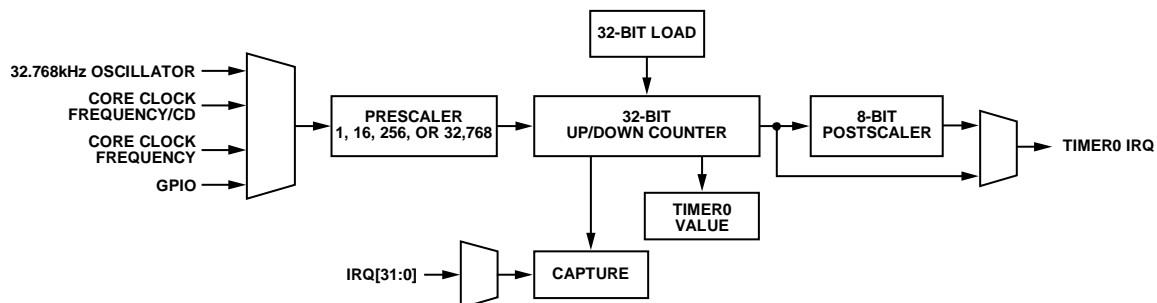 32-BIT LOAD
32.768kHz OSCILLATOR
CORE CLOCK
FREQUENCY/CD
CORE CLOCK
FREQUENCY
GPIO
PRESCALER
1, 16, 256, OR 32,768
32-BIT
UP/DOWN COUNTER
8-BIT
POSTSCALER
TIMER0 IRQ
TIMER0
VALUE
IRQ[31:0]
CAPTURE